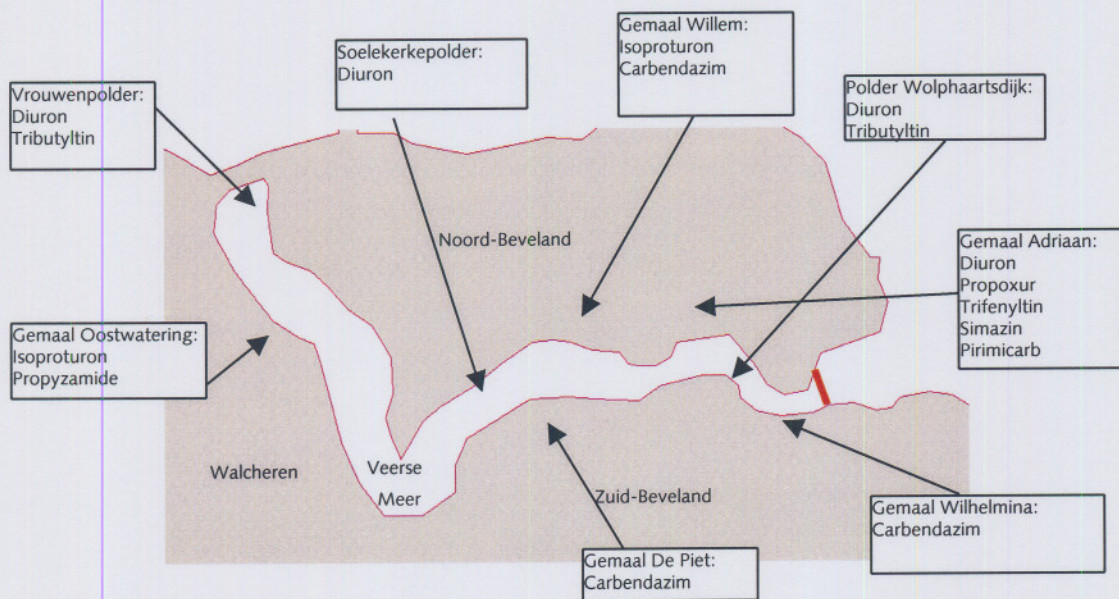 Gemaal Willem:
Isoproturon
Carbendazim
Soelekerkepolder:
Diuron
Vrouwenpolder:
Diuron
Tributyltin
Polder Wolphaartsdijk:
Diuron
Tributyltin
Noord-Beveland
Gemaal Adriaan:
Diuron
Propoxur
Trifenyltin
Simazin
Pirimicarb
Gemaal Oostwatering:
Isoproturon
Propyzamide
Walcheren
Veerse
Meer
Zuid-Beveland
Gemaal Wilhelmina:
Carbendazim
Gemaal De Piet:
Carbendazim